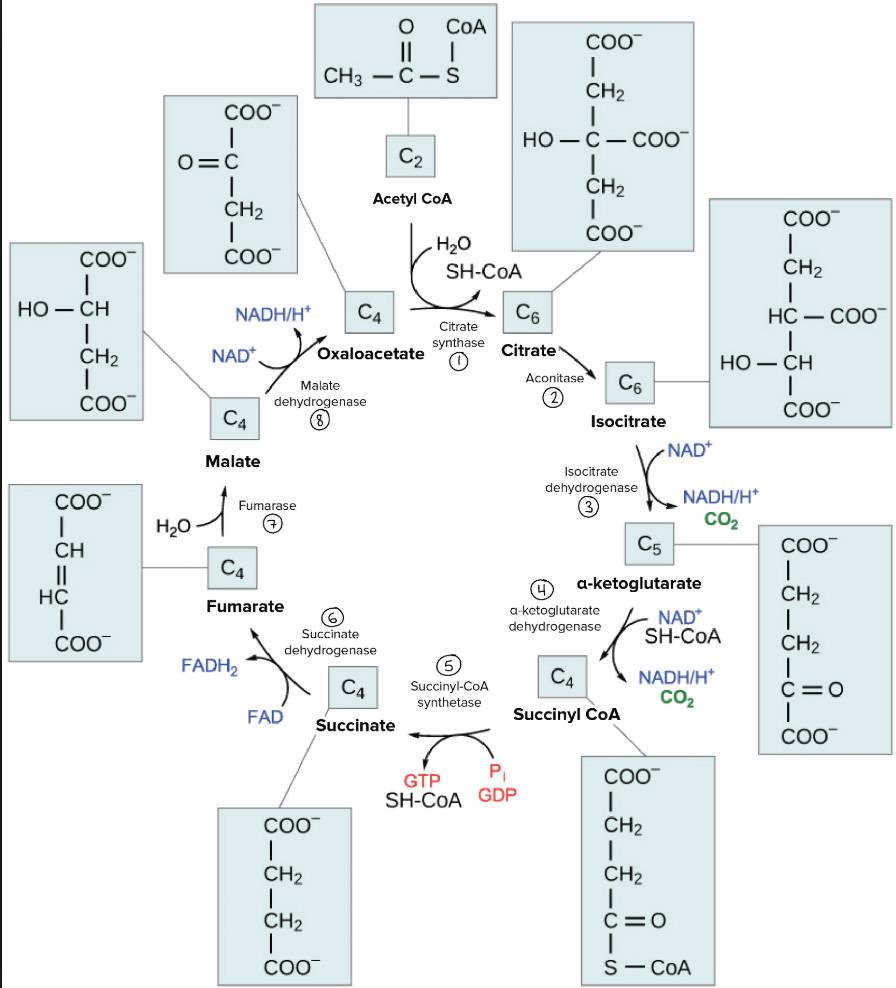 O CoA
||
CH₃ — C — S
C₂
Acetyl CoA
H₂O
SH-CoA
Citrate
synthase
①
COO⁻
CH₂
HO — C — COO⁻
CH₂
COO⁻
C₆
Citrate
Aconitase
②
COO⁻
CH₂
HC — COO⁻
HO — CH
COO⁻
C₆
Isocitrate
Isocitrate
dehydrogenase
③
NAD⁺
NADH/H⁺
CO₂
COO⁻
CH₂
CH₂
C = O
COO⁻
C₅
α-ketoglutarate
④
α-ketoglutarate
dehydrogenase
NAD⁺
SH-CoA
NADH/H⁺
CO₂
C₄
Succinyl CoA
COO⁻
CH₂
CH₂
C = O
S — CoA
⑤
Succinyl-CoA
synthetase
Pᵢ
GDP
GTP
SH-CoA
C₄
Succinate
COO⁻
CH₂
CH₂
COO⁻
⑥
Succinate
dehydrogenase
FAD
FADH₂
C₄
Fumarate
COO⁻
CH
||
HC
COO⁻
H₂O
Fumarase
⑦
C₄
Malate
COO⁻
HO — CH
CH₂
COO⁻
Malate
dehydrogenase
⑧
NAD⁺
NADH/H⁺
COO⁻
O = C
CH₂
COO⁻
C₄
Oxaloacetate